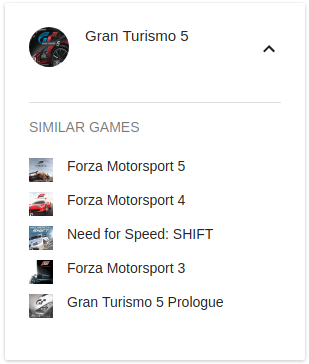 Gran Turismo 5
SIMILAR GAMES
Forza Motorsport 5
Forza Motorsport 4
Need for Speed: SHIFT
Forza Motorsport 3
Gran Turismo 5 Prologue